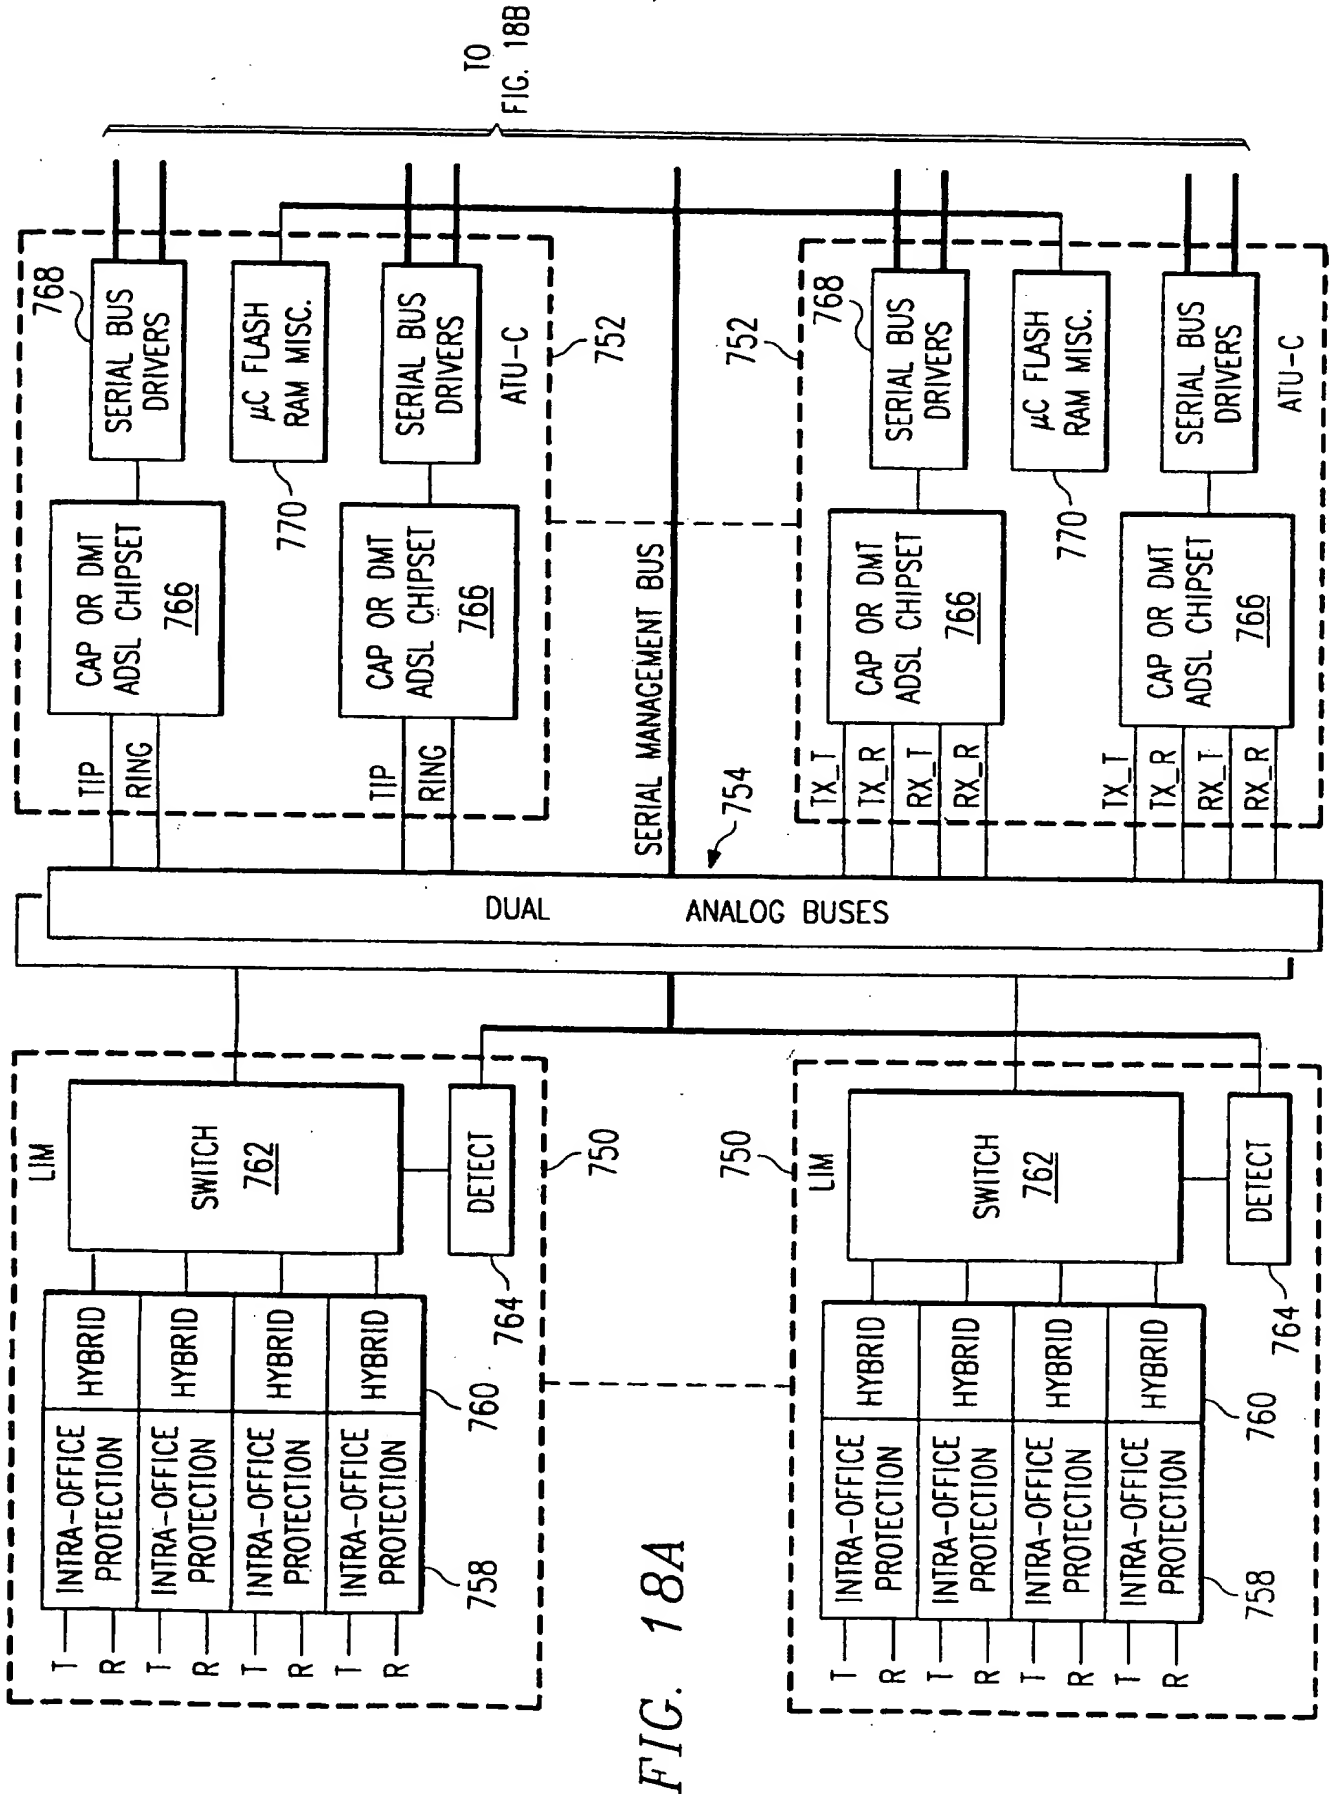 T
R
T
R
T
R
T
R
INTRA-OFFICE
PROTECTION
INTRA-OFFICE
PROTECTION
INTRA-OFFICE
PROTECTION
INTRA-OFFICE
PROTECTION
758
HYBRID
HYBRID
HYBRID
HYBRID
760
LIM
SWITCH
762
DETECT
764
750
DUAL
ANALOG BUSES
754
TIP
RING
TIP
RING
CAP OR DMT
ADSL CHIPSET
766
CAP OR DMT
ADSL CHIPSET
766
768
SERIAL BUS
DRIVERS
µC FLASH
RAM MISC.
770
SERIAL BUS
DRIVERS
ATU-C
752
SERIAL MANAGEMENT BUS
TO
FIG. 18B
T
R
T
R
T
R
T
R
INTRA-OFFICE
PROTECTION
INTRA-OFFICE
PROTECTION
INTRA-OFFICE
PROTECTION
INTRA-OFFICE
PROTECTION
758
HYBRID
HYBRID
HYBRID
HYBRID
760
750
LIM
SWITCH
762
DETECT
764
TX_T
TX_R
RX_T
RX_R
TX_T
TX_R
RX_T
RX_R
CAP OR DMT
ADSL CHIPSET
766
CAP OR DMT
ADSL CHIPSET
766
752
768
SERIAL BUS
DRIVERS
µC FLASH
RAM MISC.
770
SERIAL BUS
DRIVERS
ATU-C
FIG. 18A